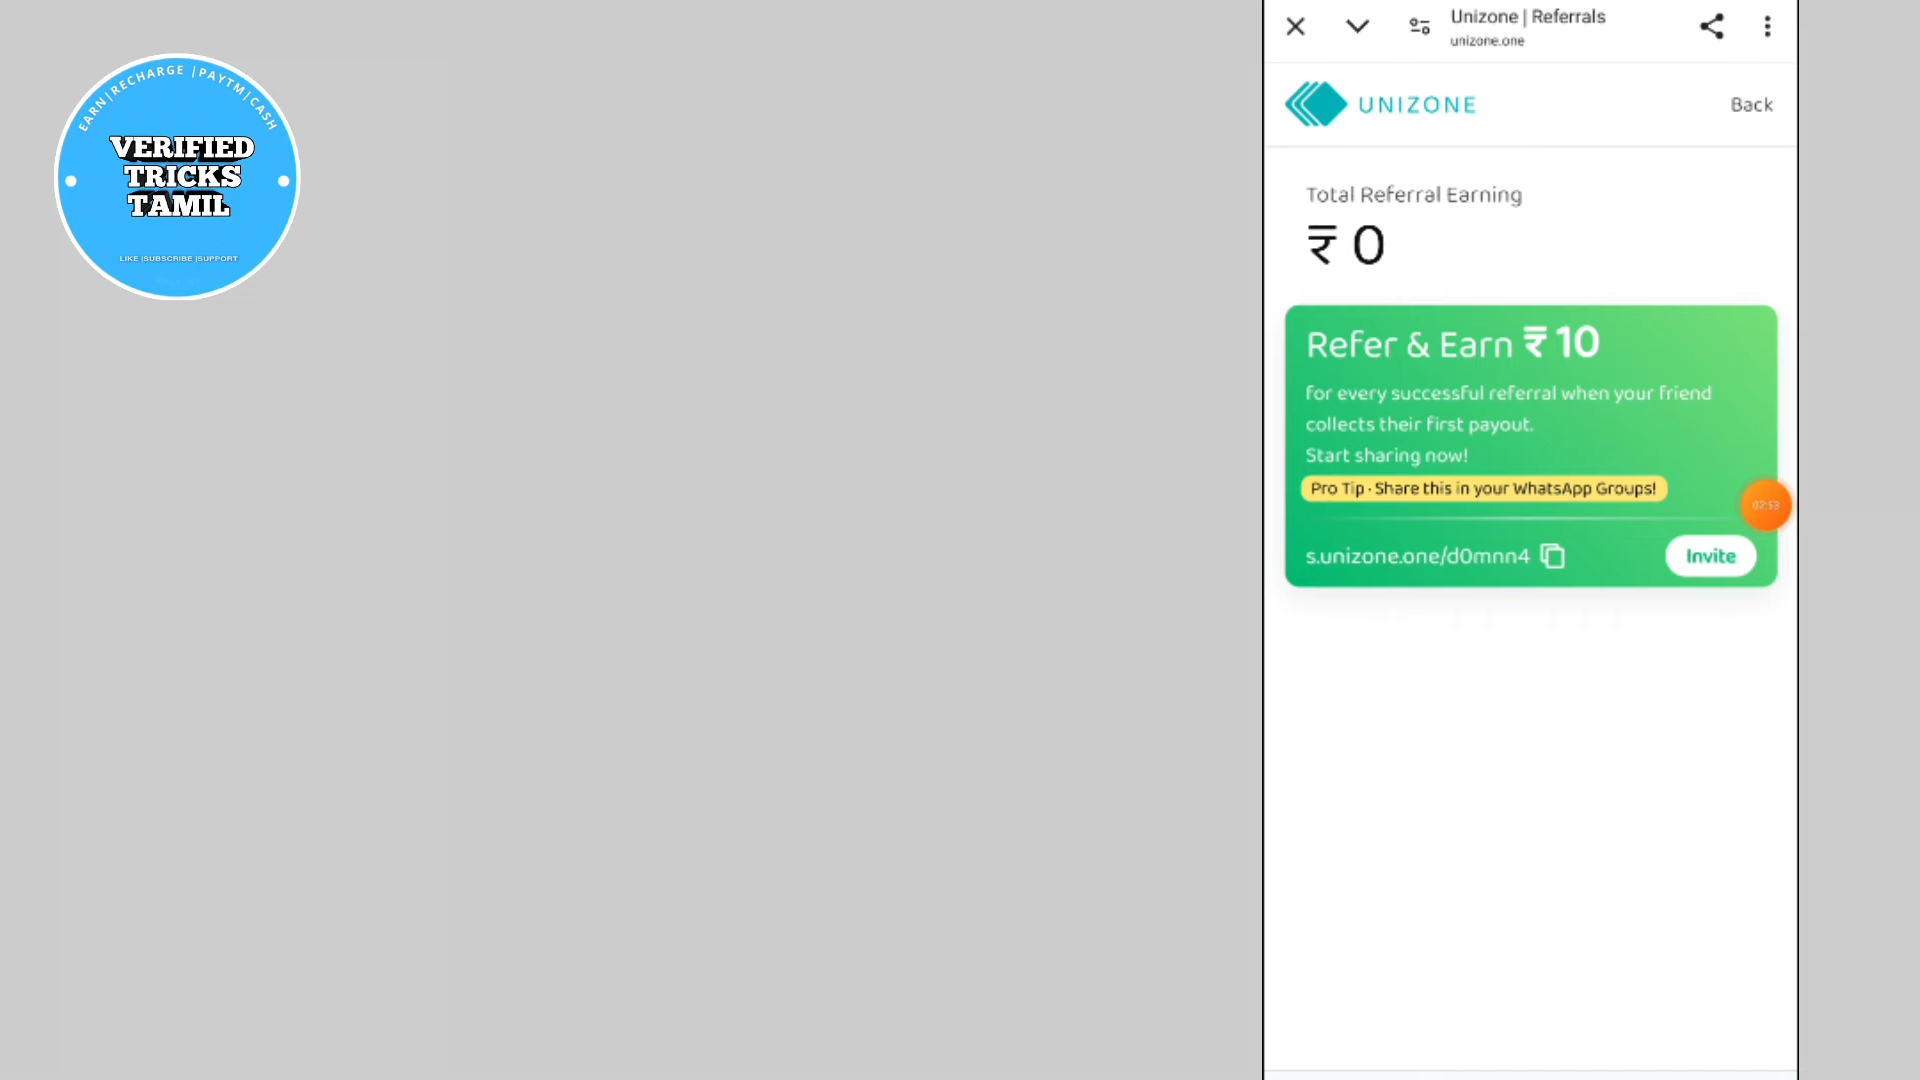 EARN|RECHARGE |PAYTM|CASH
VERIFIED
TRICKS
TAMIL
LIKE |SUBSCRIBE |SUPPORT
Unizone | Referrals
unizone.one
UNIZONE
Back
Total Referral Earning
₹ 0
Refer & Earn ₹ 10
for every successful referral when your friend
collects their first payout.
Start sharing now!
Pro Tip · Share this in your WhatsApp Groups!
02:53
s.unizone.one/d0mnn4
Invite